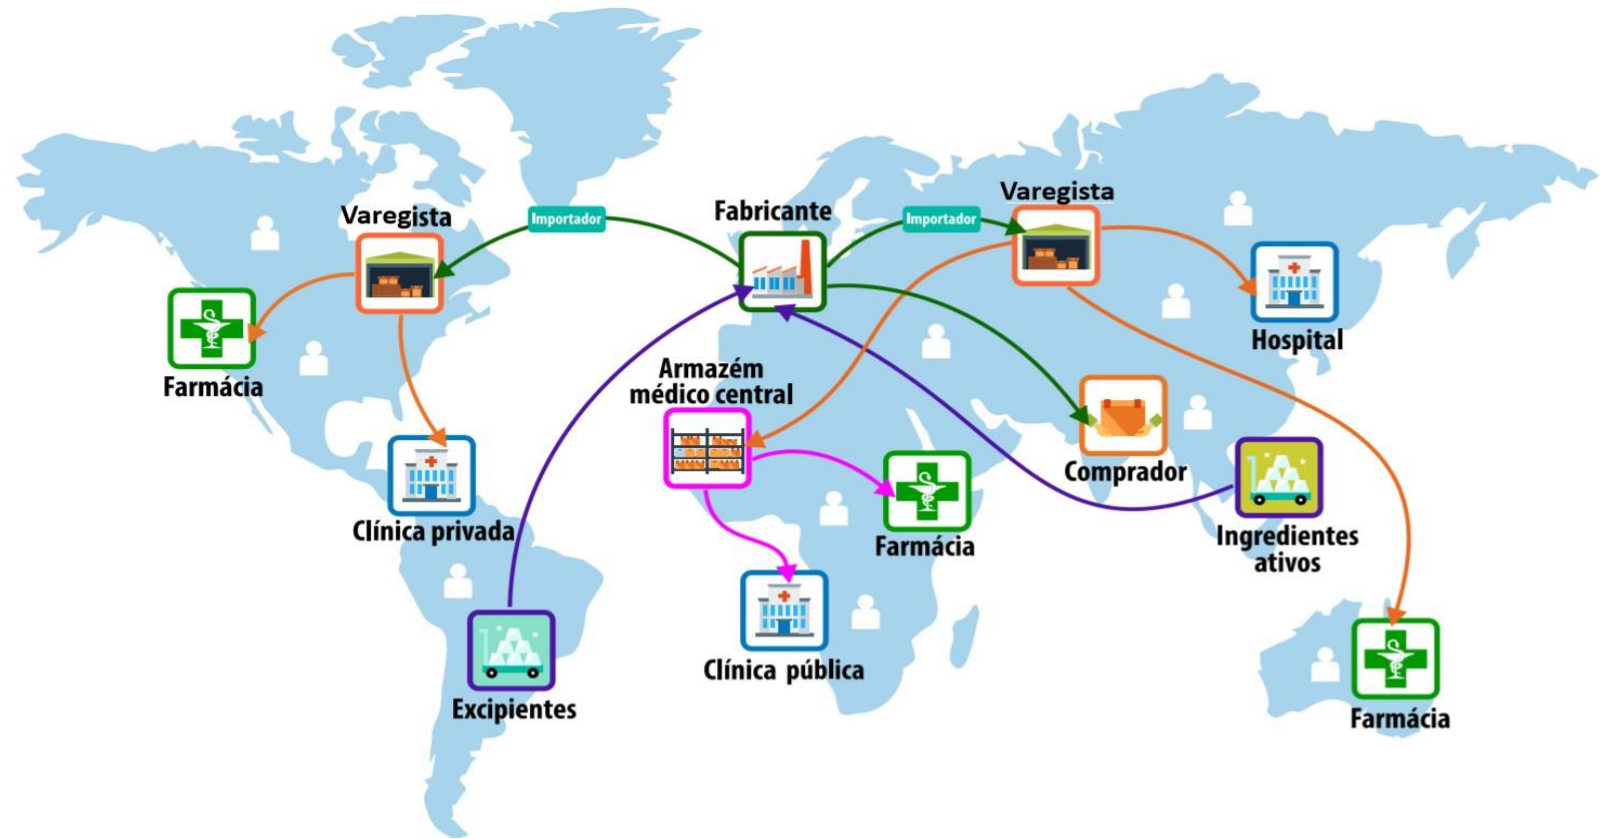 Varegista
Importador
Fabricante
Importador
Varegista
Farmácia
Hospital
Armazém
médico central
Clínica privada
Comprador
Farmácia
Ingredientes
ativos
Clínica pública
Excipientes
Farmácia